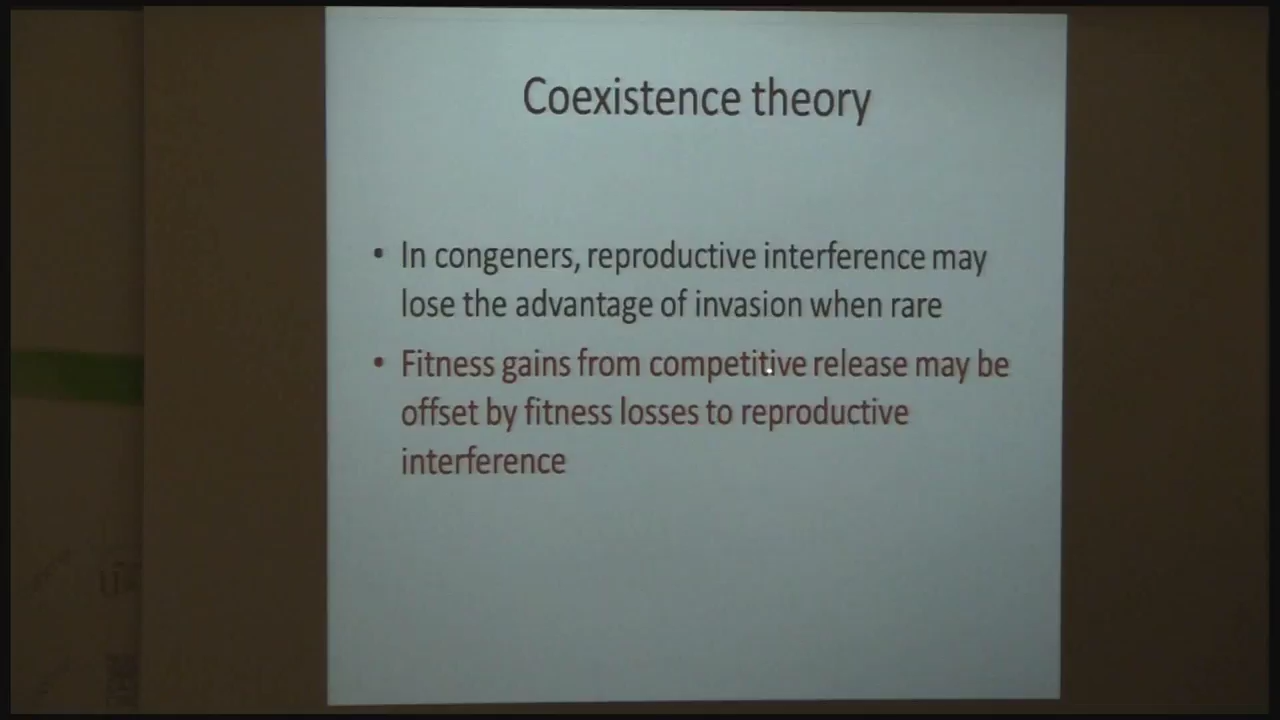 Coexistence theory
• In congeners, reproductive interference may
lose the advantage of invasion when rare
• Fitness gains from competitive release may be
offset by fitness losses to reproductive
interference